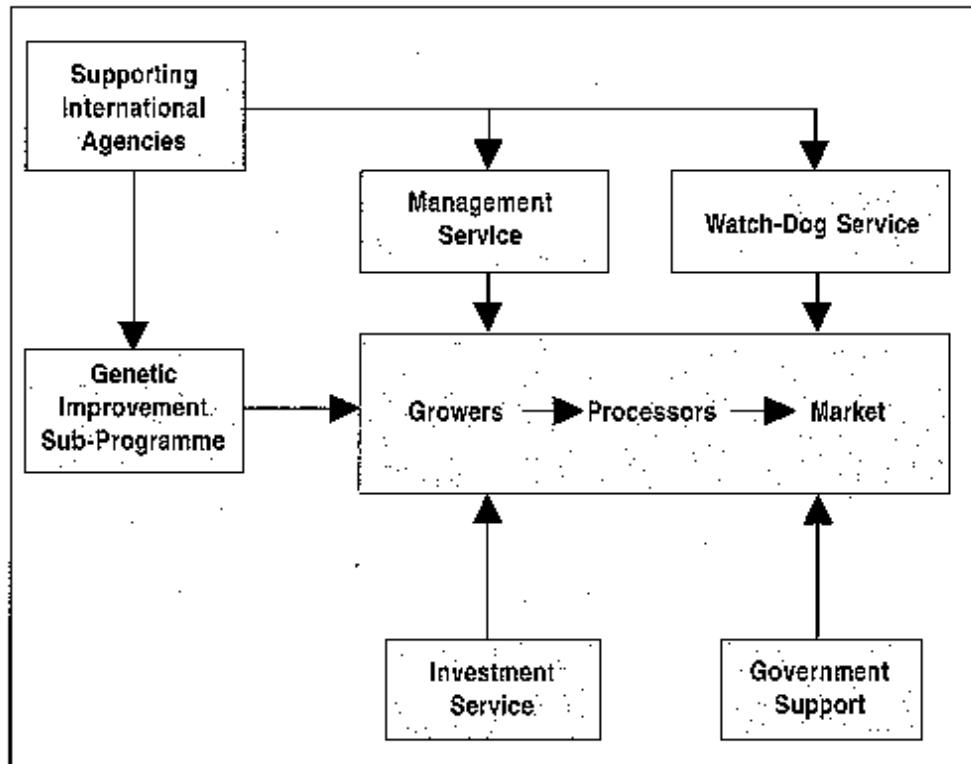 Supporting
International
Agencies
Management
Service
Watch-Dog Service
Genetic
Improvement
Sub-Programme
Growers Processors Market
Investment
Service
Government
Support